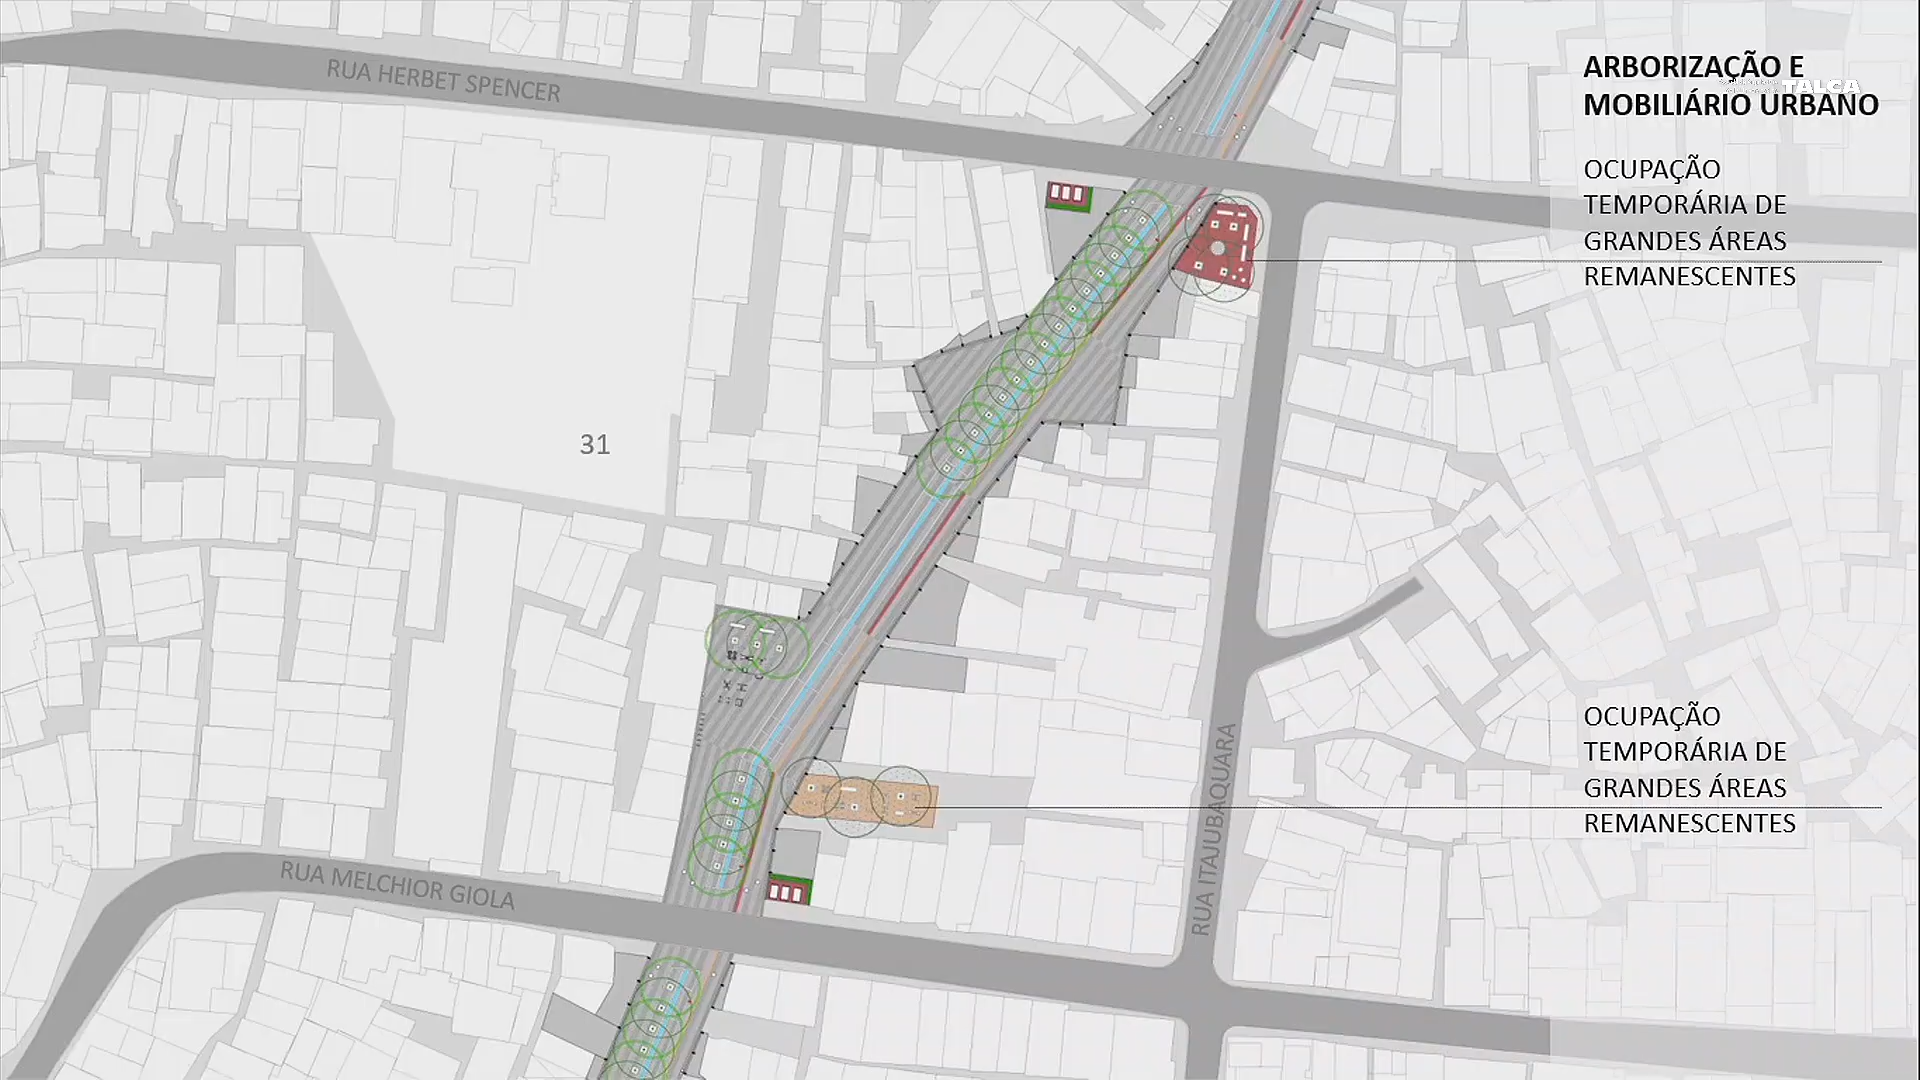 ARBORIZAÇÃO E
MOBILIÁRIO URBANO
TALCA
OCUPAÇÃO
TEMPORÁRIA DE
GRANDES ÁREAS
REMANESCENTES
RUA HERBET SPENCER
31
OCUPAÇÃO
TEMPORÁRIA DE
GRANDES ÁREAS
REMANESCENTES
RUA ITAJUBAQUARA
RUA MELCHIOR GIOLA